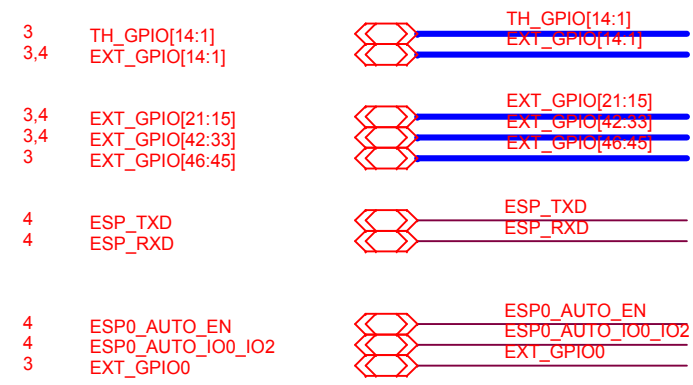 3 TH_GPIO[14:1] TH_GPIO[14:1]
3,4 EXT_GPIO[14:1] EXT_GPIO[14:1]
3,4 EXT_GPIO[21:15] EXT_GPIO[21:15]
3,4 EXT_GPIO[42:33] EXT_GPIO[42:33]
3 EXT_GPIO[46:45] EXT_GPIO[46:45]
4 ESP_TXD ESP_TXD
4 ESP_RXD ESP_RXD
4 ESP0_AUTO_EN ESP0_AUTO_EN
4 ESP0_AUTO_IO0_IO2 ESP0_AUTO_IO0_IO2
3 EXT_GPIO0 EXT_GPIO0